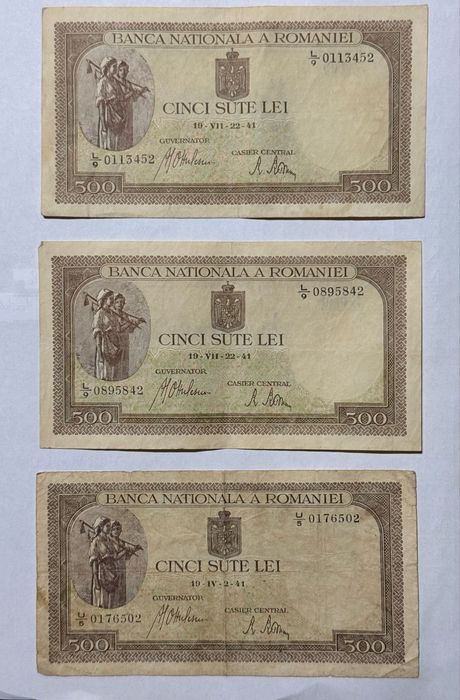 BANCA NATIONALA A ROMANIEI
L/9 0113452
CINCI SUTE LEI
19-VII-22-41
GUVERNATOR
CASIER CENTRAL
L/9 0113452
500 500
BANCA NATIONALA A ROMANIEI
L/9 0895842
CINCI SUTE LEI
19-VII-22-41
GUVERNATOR
CASIER CENTRAL
L/9 0895842
500 500
BANCA NATIONALA A ROMANIEI
U/5 0176502
CINCI SUTE LEI
19-IV-2-41
GUVERNATOR
CASIER CENTRAL
U/5 0176502
500 500